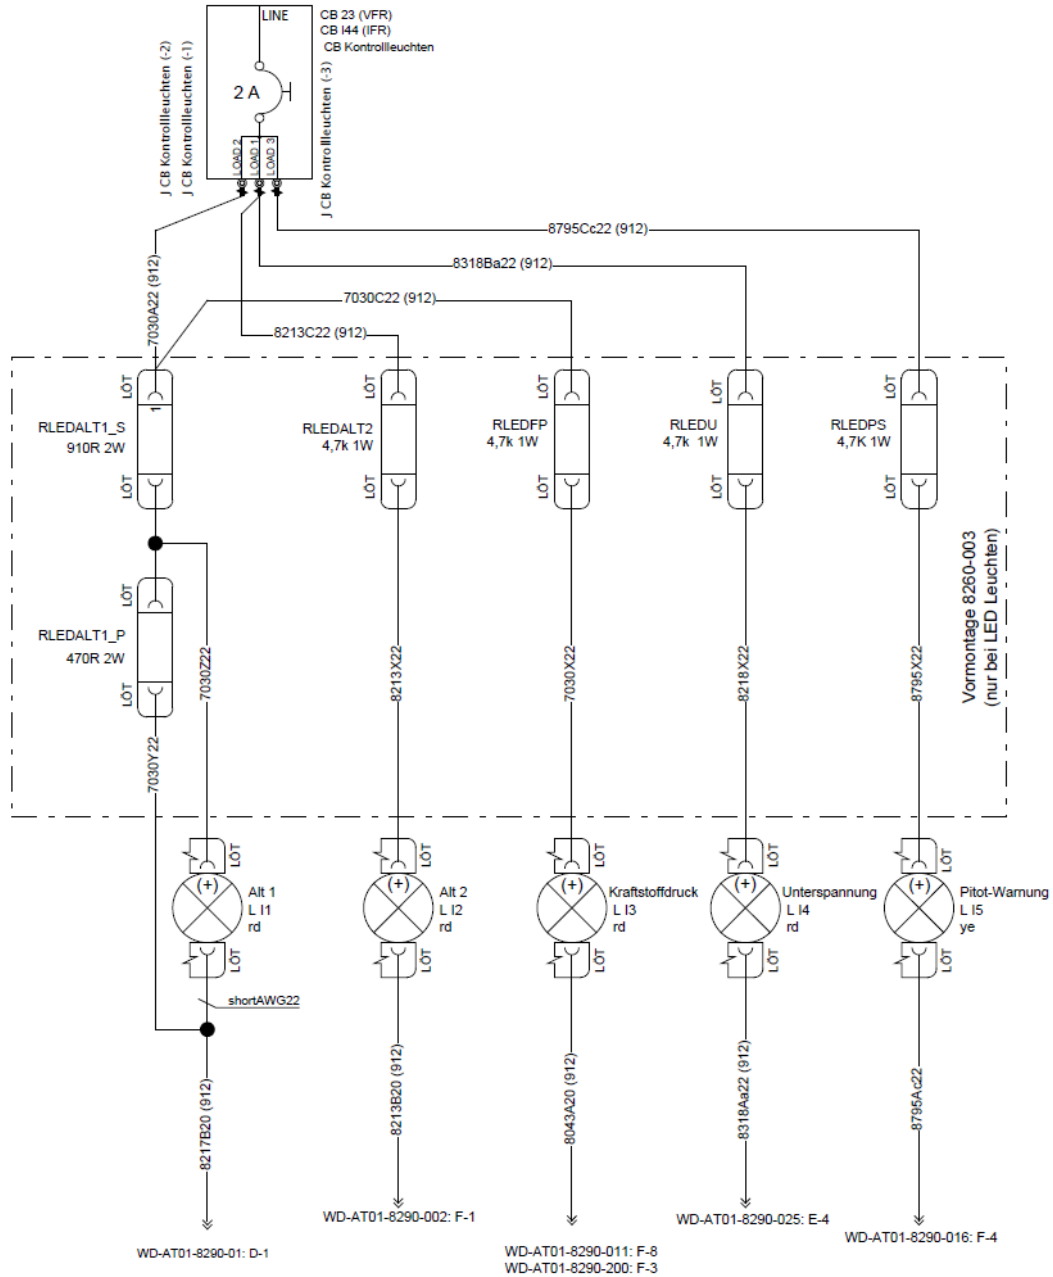 LINE
CB 23 (VFR)
CB I44 (IFR)
CB Kontrollleuchten
2 A
J CB Kontrollleuchten (-2)
J CB Kontrollleuchten (-1)
J CB Kontrollleuchten (-3)
LOAD 2
LOAD 1
LOAD 3
8795Cc22 (912)
8318Ba22 (912)
7030C22 (912)
8213C22 (912)
7030A22 (912)
LÖT
LÖT
LÖT
LÖT
LÖT
1
RLEDALT1_S
910R 2W
RLEDALT2
4,7k 1W
RLEDFP
4,7k 1W
RLEDU
4,7k 1W
RLEDPS
4,7K 1W
LÖT
LÖT
LÖT
LÖT
LÖT
Vormontage 8260-003
(nur bei LED Leuchten)
LÖT
RLEDALT1_P
470R 2W
LÖT
7030Y22
7030Z22
8213X22
7030X22
8218X22
8795X22
LÖT
LÖT
LÖT
LÖT
LÖT
(+)
(+)
(+)
(+)
(+)
Alt 1
L I1
rd
Alt 2
L I2
rd
Kraftstoffdruck
L I3
rd
Unterspannung
L I4
rd
Pitot-Warnung
L I5
ye
LÖT
LÖT
LÖT
LÖT
LÖT
shortAWG22
8217B20 (912)
8213B20 (912)
8043A20 (912)
8318Aa22 (912)
8795Ac22
WD-AT01-8290-01: D-1
WD-AT01-8290-002: F-1
WD-AT01-8290-011: F-8
WD-AT01-8290-200: F-3
WD-AT01-8290-025: E-4
WD-AT01-8290-016: F-4